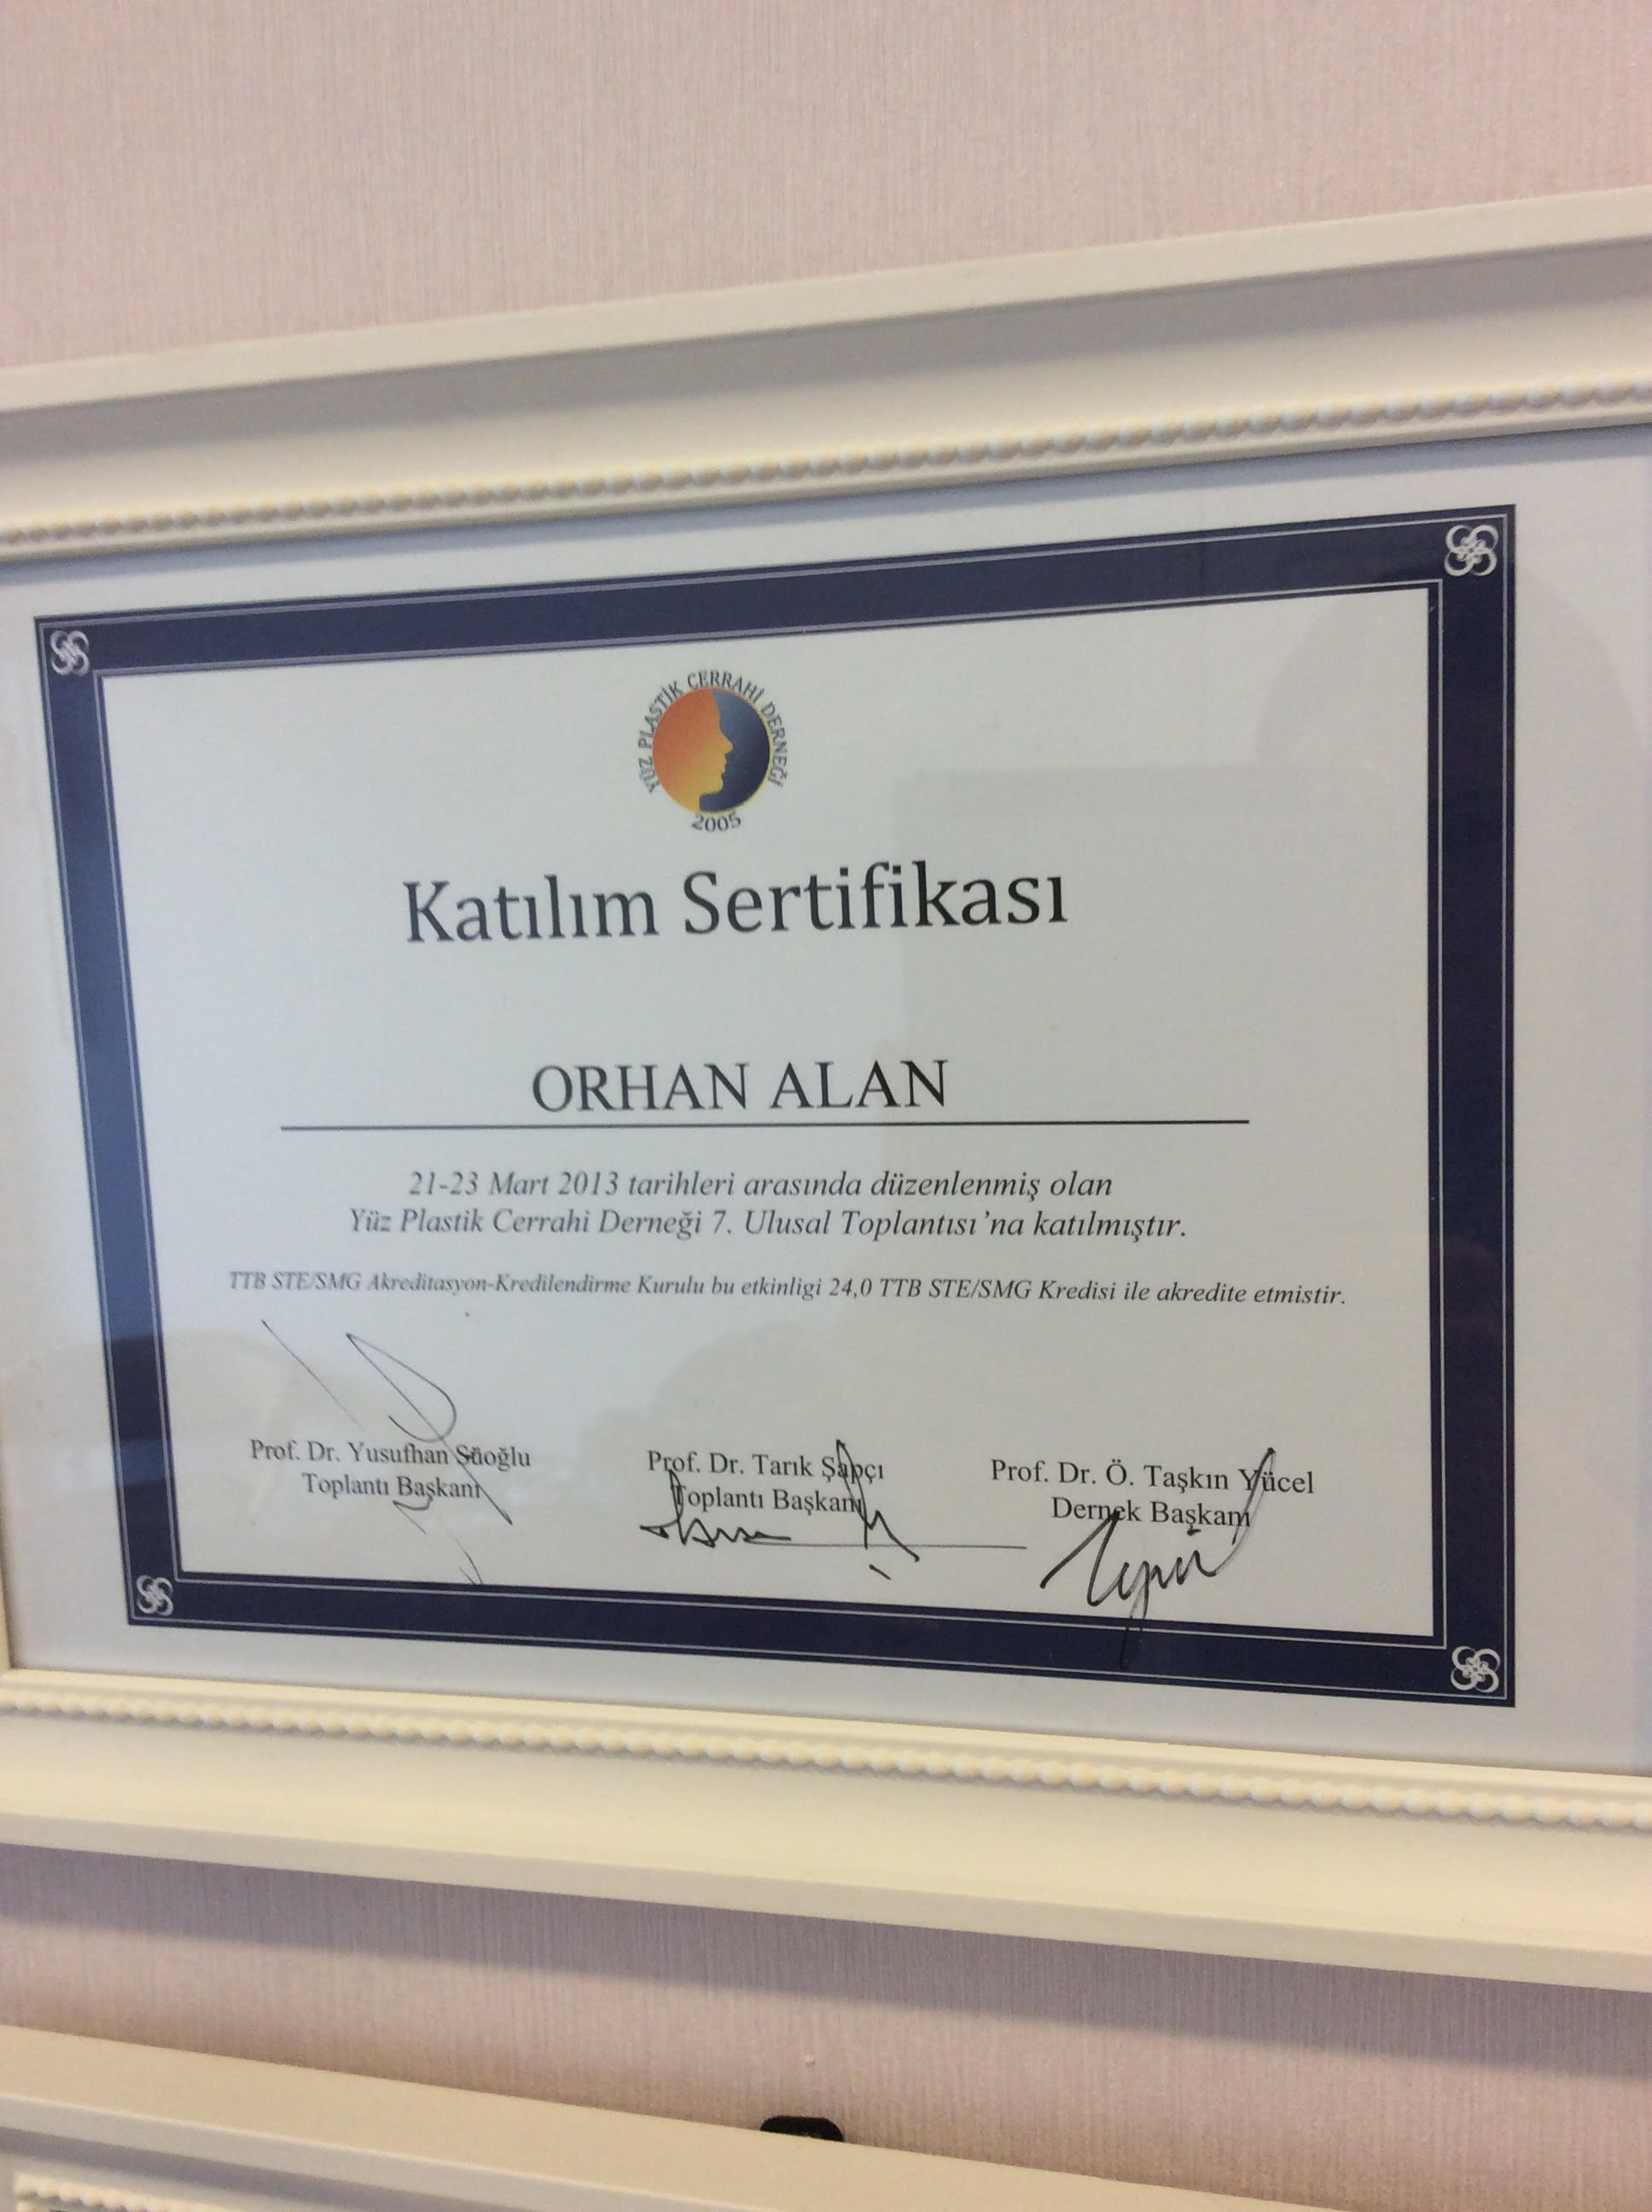 YÜZ PLASTİK CERRAHİ DERNEĞİ
2005
Katılım Sertifikası
ORHAN ALAN
21-23 Mart 2013 tarihleri arasında düzenlenmiş olan
Yüz Plastik Cerrahi Derneği 7. Ulusal Toplantısı'na katılmıştır.
TTB STE/SMG Akreditasyon-Kredilendirme Kurulu bu etkinligi 24,0 TTB STE/SMG Kredisi ile akredite etmistir.
Prof. Dr. Yusufhan Süoğlu
Toplantı Başkanı
Prof. Dr. Tarık Şapçı
Toplantı Başkanı
Prof. Dr. Ö. Taşkın Yücel
Dernek Başkanı